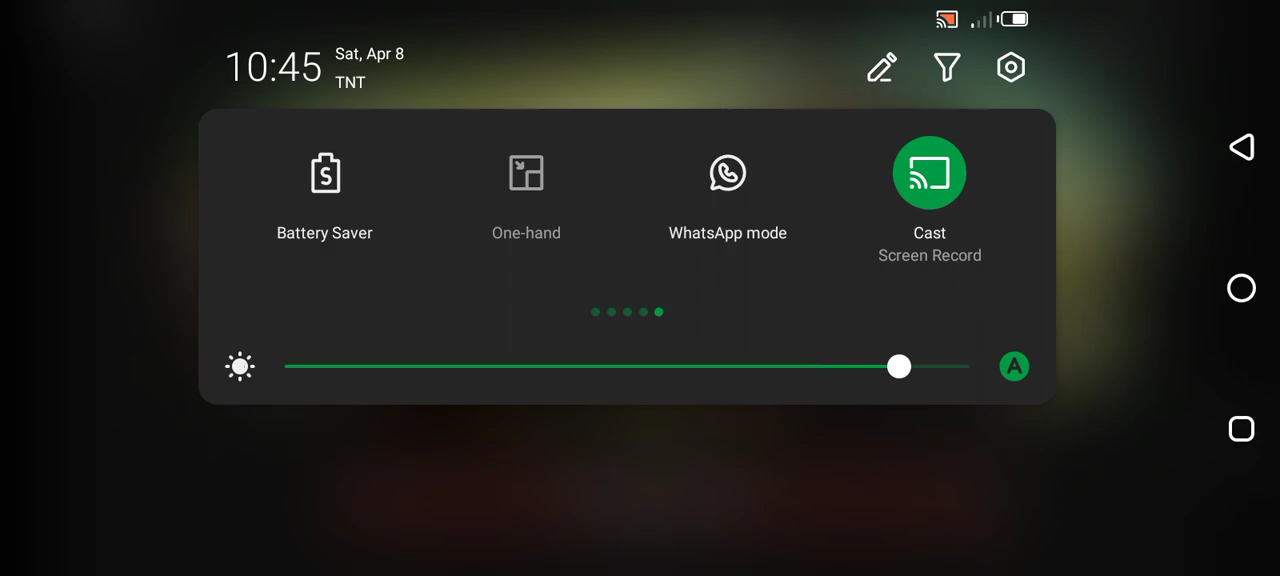 10:45
Sat, Apr 8
TNT
Battery Saver
One-hand
WhatsApp mode
Cast
Screen Record
A